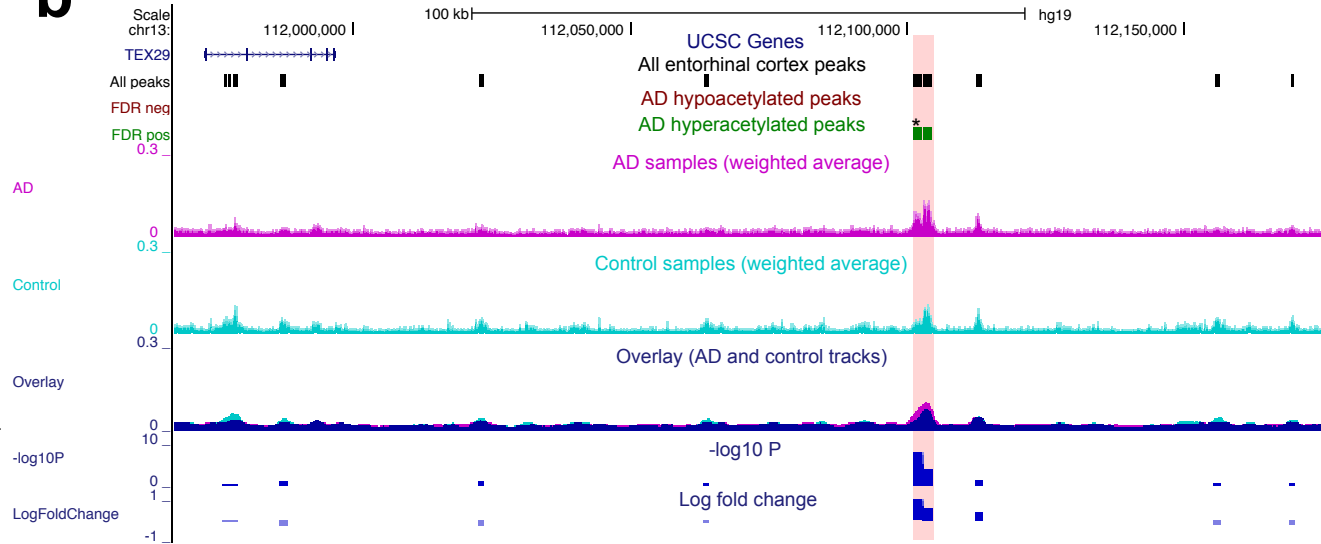 b
Scale 100 kb hg19
chr13: 112,000,000 112,050,000 112,100,000 112,150,000
UCSC Genes
TEX29
All entorhinal cortex peaks
All peaks
AD hypoacetylated peaks
FDR neg
AD hyperacetylated peaks
FDR pos *
0.3
AD samples (weighted average)
AD
0
0.3
Control samples (weighted average)
Control
0
0.3
Overlay (AD and control tracks)
Overlay
0
10
-log10 P
-log10P
0
1
Log fold change
LogFoldChange
-1